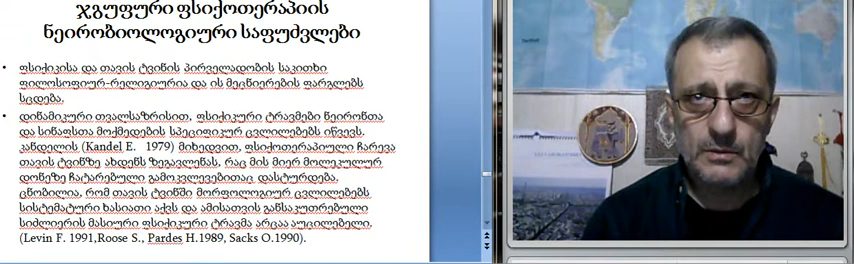 ჯგუფური ფსიქოთერაპიის
ნეირობიოლოგიური საფუძვლები
• ფსიქიკისა და თავის ტვინის პირველადობის საკითხი
ფილოსოფიურ-რელიგიურია და ის მეცნიერების ფარგლებს
სცდება.
• დინამიკური თვალსაზრისით, ფსიქიკური ტრავმები ნეირონთა
და სინაფსთა მოქმედების სპეციფიკურ ცვლილებებს იწვევს.
კანდელის (Kandel E. 1979) მიხედვით, ფსიქოთერაპიული ჩარევა
თავის ტვინზე ახდენს ზეგავლენას, რაც მის მიერ მოლეკულურ
დონეზე ჩატარებული გამოკვლევებითაც დასტურდება.
ცნობილია, რომ თავის ტვინში მორფოლოგიურ ცვლილებებს
სისტემატური ხასიათი აქვს და ამისათვის განსაკუთრებული
სიძლიერის მასიური ფსიქიკური ტრავმა არცაა აუცილებელი.
(Levin F. 1991,Roose S., Pardes H.1989, Sacks O.1990).